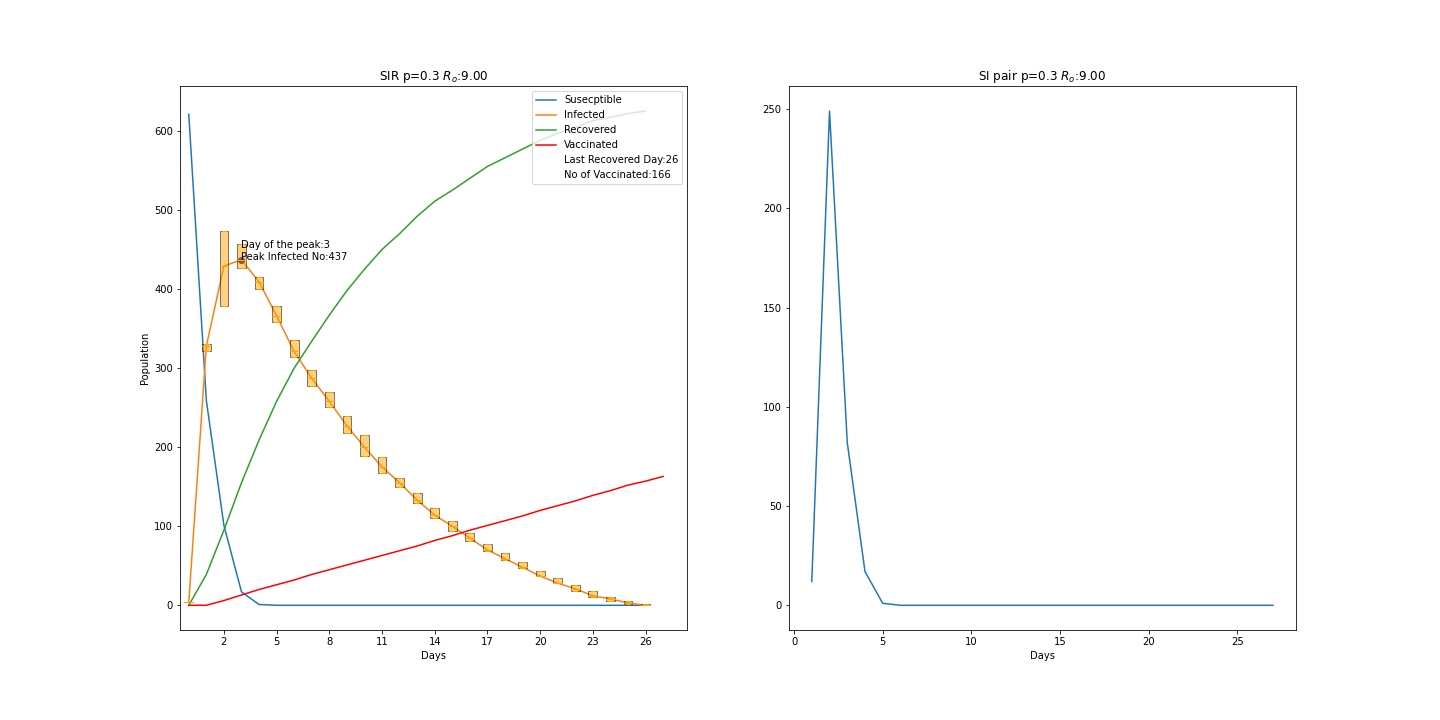 SIR p=0.3 Rₒ:9.00
Susecptible
Infected
Recovered
Vaccinated
Last Recovered Day:26
No of Vaccinated:166
Day of the peak:3
Peak Infected No:437
Population
600
500
400
300
200
100
0
2 5 8 11 14 17 20 23 26
Days
SI pair p=0.3 Rₒ:9.00
250
200
150
100
50
0
0 5 10 15 20 25
Days